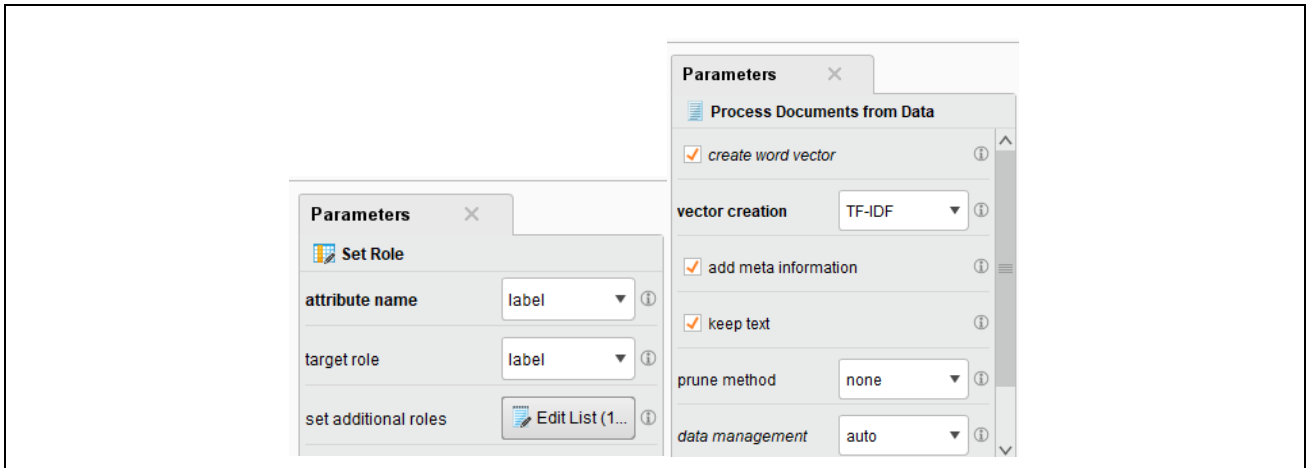 Parameters
Set Role
attribute name label
target role label
set additional roles Edit List (1...
Parameters
Process Documents from Data
create word vector
vector creation TF-IDF
add meta information
keep text
prune method none
data management auto